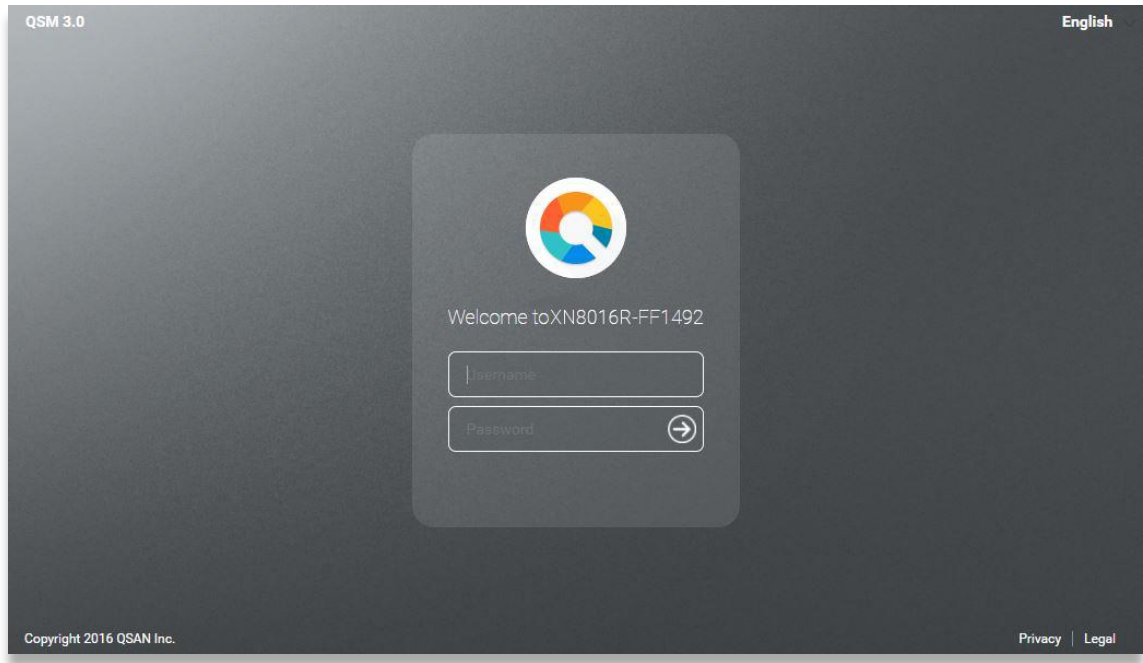 QSM 3.0
English
Welcome toXN8016R-FF1492
Username
Password
Copyright 2016 QSAN Inc.
Privacy | Legal